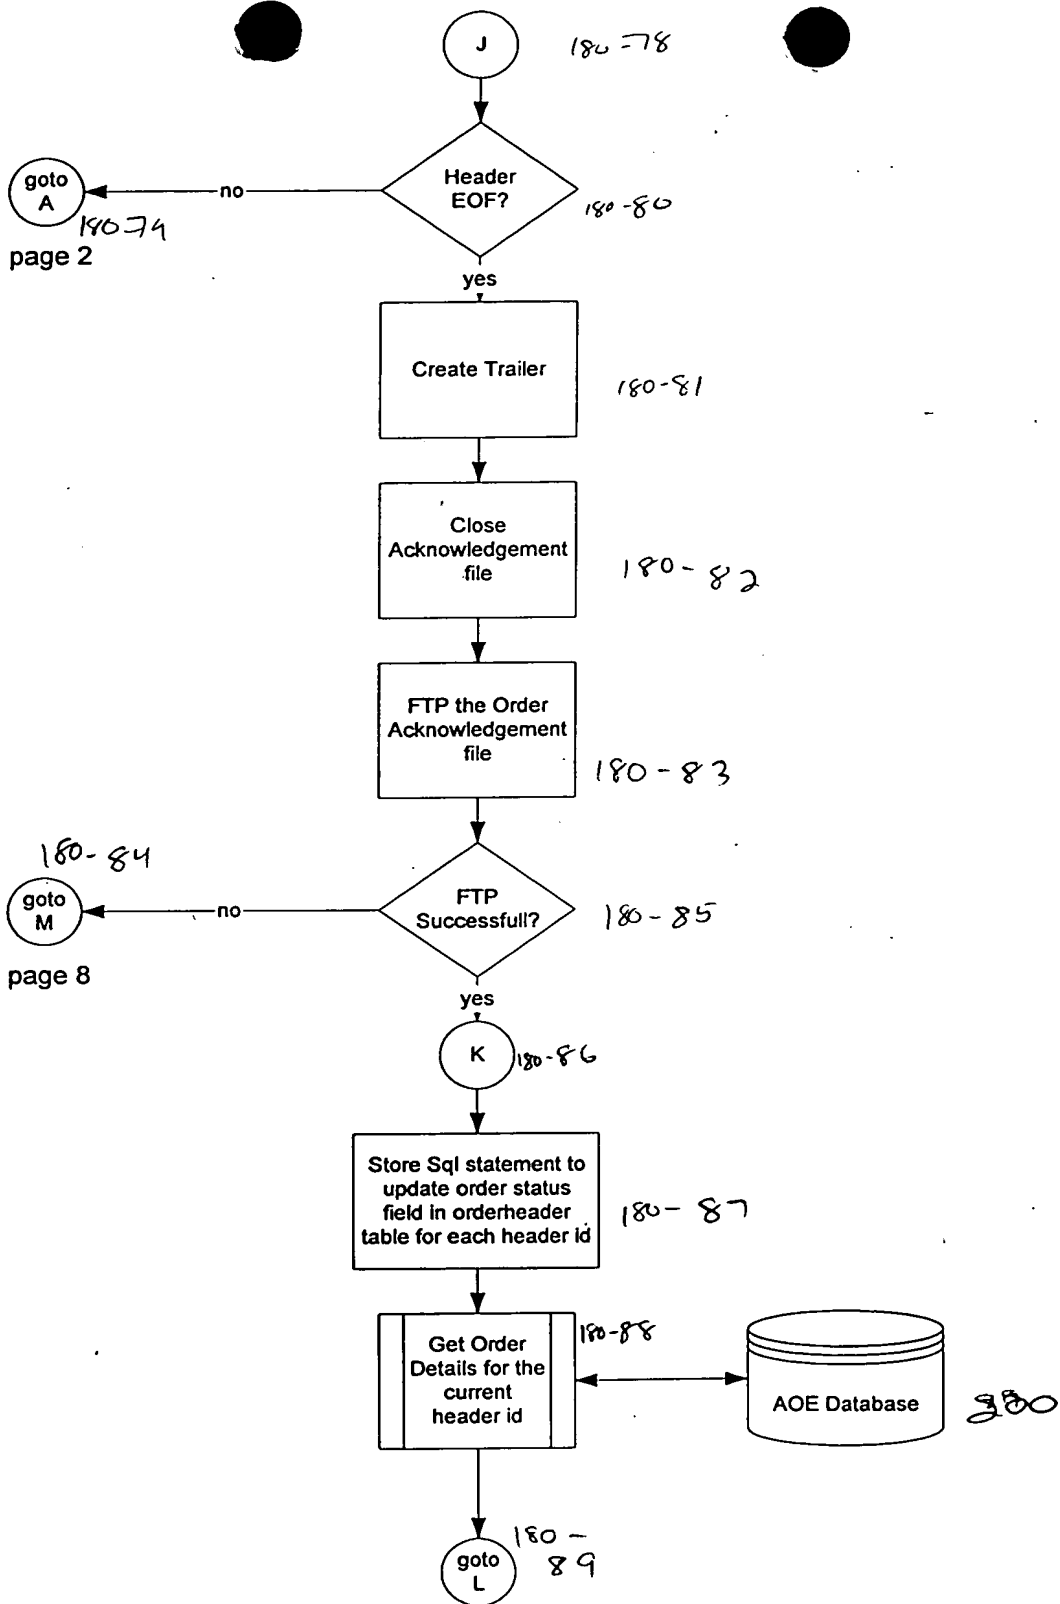 J
180-78
Header
EOF?
180-80
no
goto
A
180-79
page 2
yes
Create Trailer
180-81
Close
Acknowledgement
file
180-82
FTP the Order
Acknowledgement
file
180-83
180-84
FTP
Successfull?
180-85
no
goto
M
page 8
yes
K
180-86
Store Sql statement to
update order status
field in orderheader
table for each header id
180-87
Get Order
Details for the
current
header id
180-88
AOE Database
180-89
goto
L